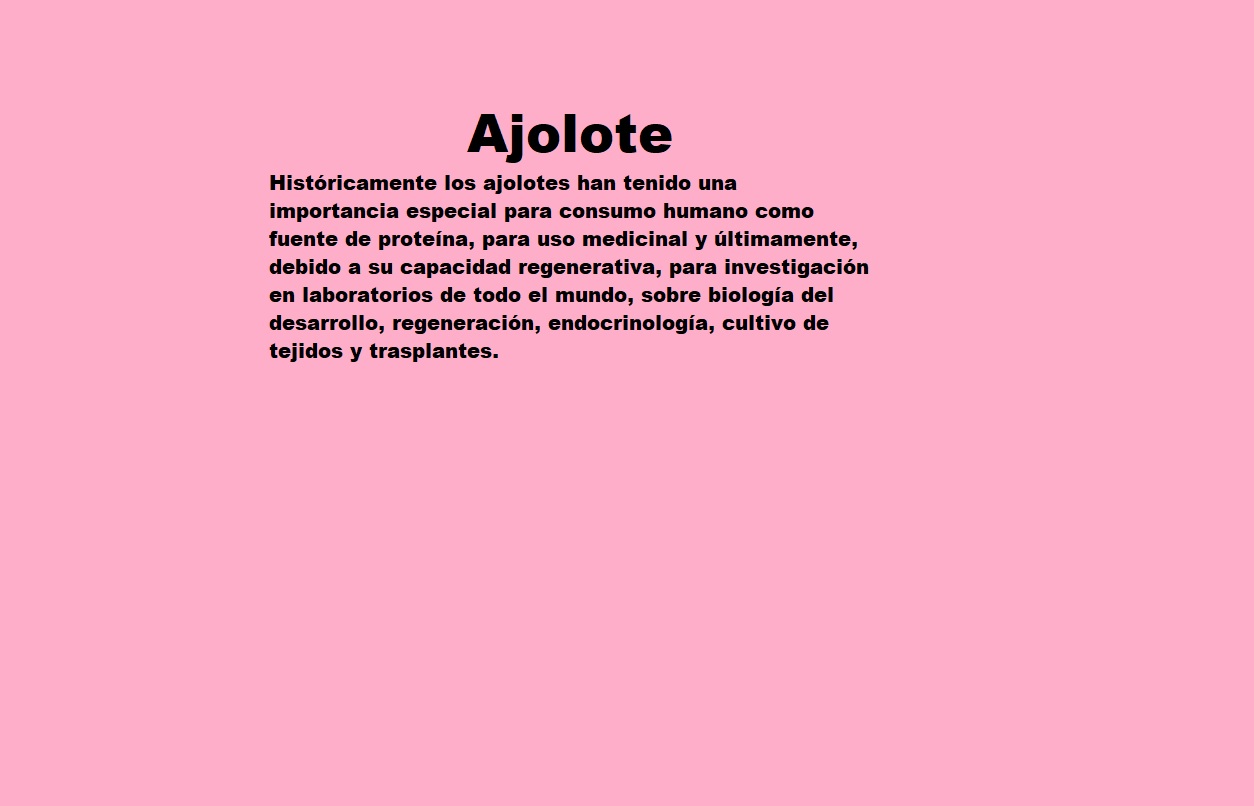 Ajolote
Históricamente los ajolotes han tenido una
importancia especial para consumo humano como
fuente de proteína, para uso medicinal y últimamente,
debido a su capacidad regenerativa, para investigación
en laboratorios de todo el mundo, sobre biología del
desarrollo, regeneración, endocrinología, cultivo de
tejidos y trasplantes.